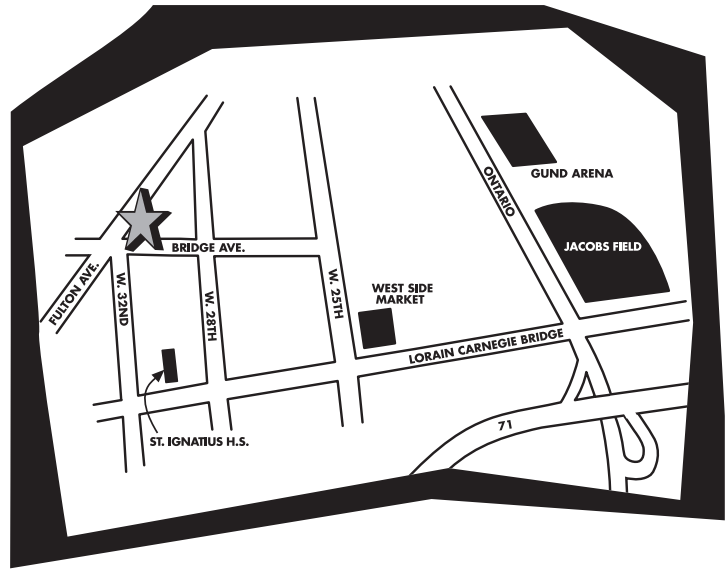 GUND ARENA
ONTARIO
JACOBS FIELD
BRIDGE AVE.
FULTON AVE.
W. 32ND
W. 28TH
W. 25TH
WEST SIDE
MARKET
LORAIN CARNEGIE BRIDGE
71
ST. IGNATIUS H.S.